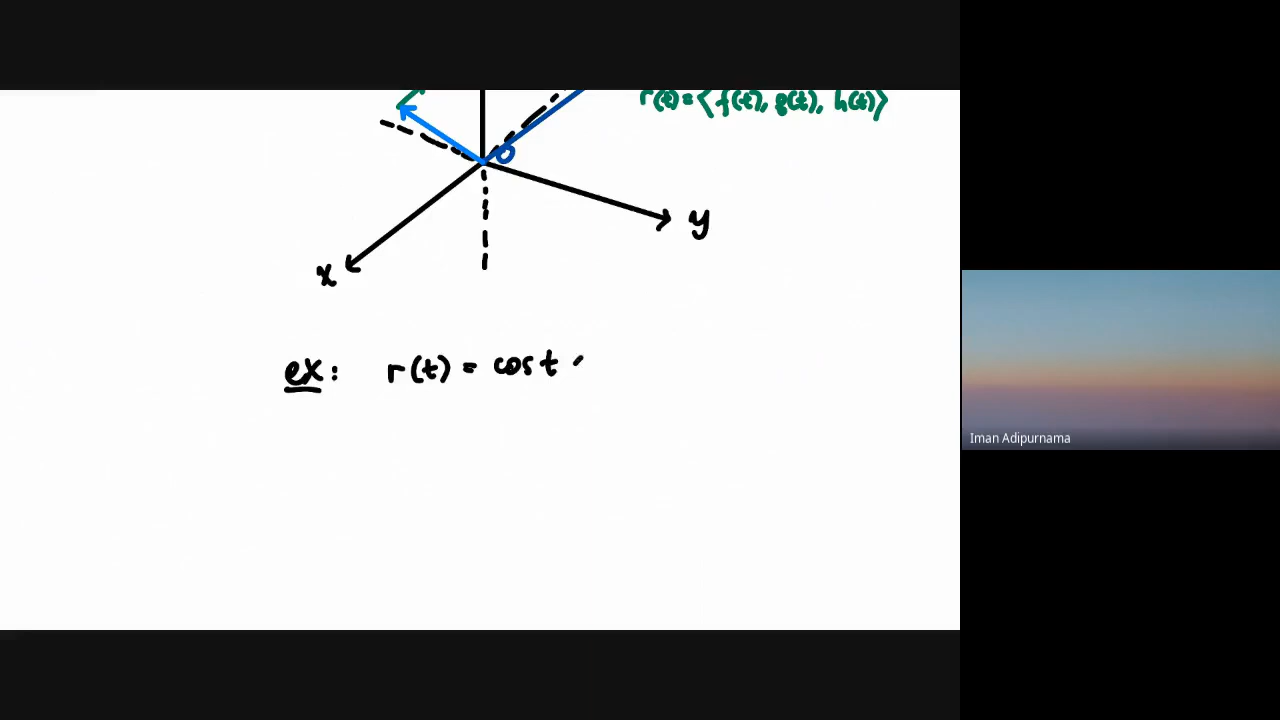 r(t) = ⟨f(t), g(t), h(t)⟩
O
y
x
ex: r(t) = cos t
Iman Adipurnama